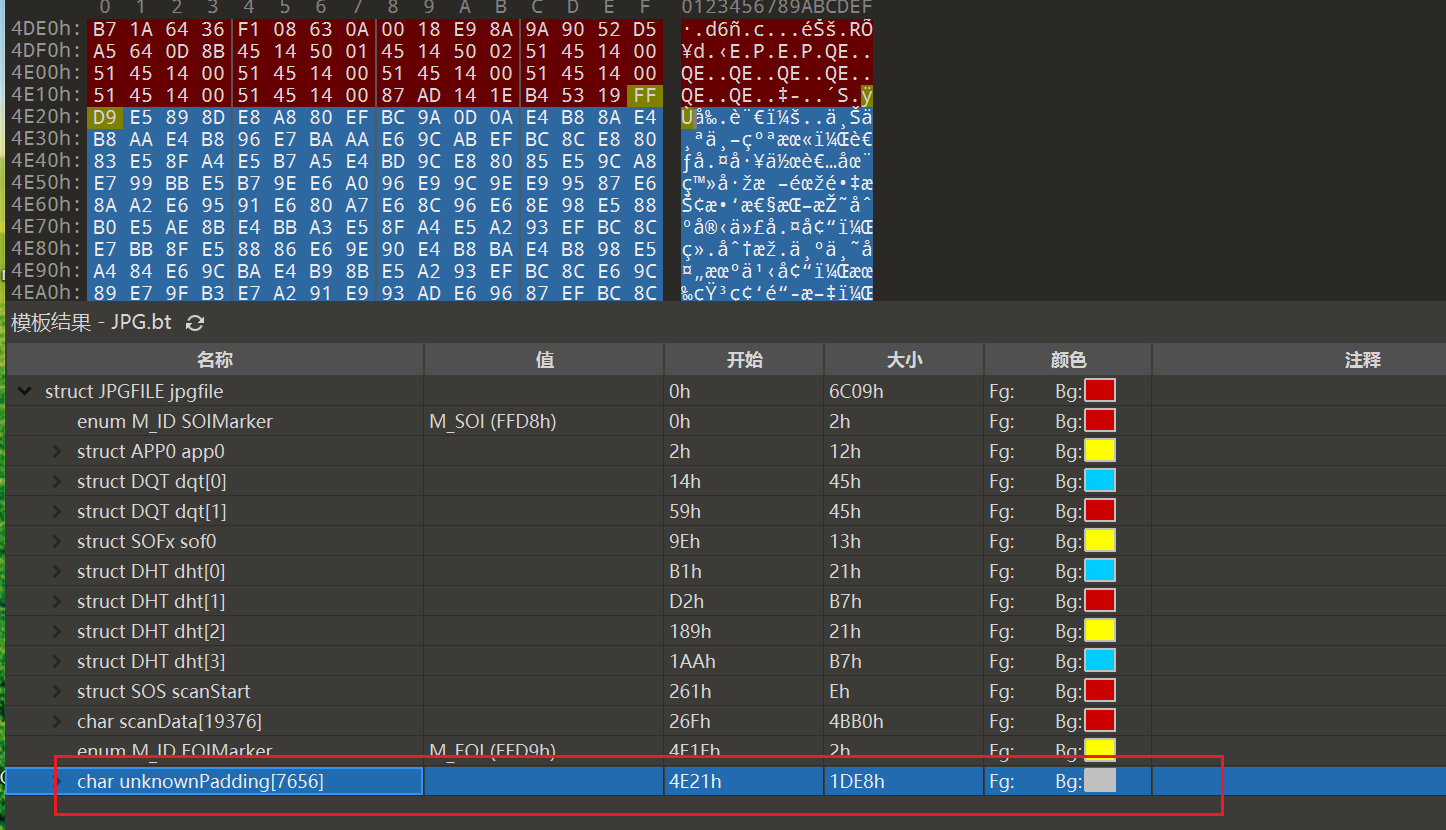 0 1 2 3 4 5 6 7 8 9 A B C D E F 0123456789ABCDEF
4DE0h: B7 1A 64 36 F1 08 63 0A 00 18 E9 8A 9A 90 52 D5 ·.d6ñ.c...éŠš.RÕ
4DF0h: A5 64 0D 8B 45 14 50 01 45 14 50 02 51 45 14 00 ¥d.‹E.P.E.P.QE..
4E00h: 51 45 14 00 51 45 14 00 51 45 14 00 51 45 14 00 QE..QE..QE..QE..
4E10h: 51 45 14 00 51 45 14 00 87 AD 14 1E B4 53 19 FF QE..QE..‡-..´S.ÿ
4E20h: D9 E5 89 8D E8 A8 80 EF BC 9A 0D 0A E4 B8 8A E4 Ùå‰.è¨€ï¼š..ä¸Šä
4E30h: B8 AA E4 B8 96 E7 BA AA E6 9C AB EF BC 8C E8 80 ¸ªä¸–çºªæœ«ï¼Œè€
4E40h: 83 E5 8F A4 E5 B7 A5 E4 BD 9C E8 80 85 E5 9C A8 ƒå.¤å·¥ä½œè€…åœ¨
4E50h: E7 99 BB E5 B7 9E E6 A0 96 E9 9C 9E E9 95 87 E6 ç™»å·žæ –éœžé•‡æ
4E60h: 8A A2 E6 95 91 E6 80 A7 E6 8C 96 E6 8E 98 E5 88 Š¢æ•‘æ€§æŒ–æŽ˜åˆ
4E70h: B0 E5 AE 8B E4 BB A3 E5 8F A4 E5 A2 93 EF BC 8C °å®‹ä»£å.¤å¢“ï¼Œ
4E80h: E7 BB 8F E5 88 86 E6 9E 90 E4 B8 BA E4 B8 98 E5 ç».åˆ†æž.ä¸ºä¸˜å
4E90h: A4 84 E6 9C BA E4 B9 8B E5 A2 93 EF BC 8C E6 9C ¤„æœºä¹‹å¢“ï¼Œæœ
4EA0h: 89 E7 9F B3 E7 A2 91 E9 93 AD E6 96 87 EF BC 8C ‰çŸ³ç¢‘é“-æ–‡ï¼Œ
模板结果 - JPG.bt
名称 值 开始 大小 颜色 注释
struct JPGFILE jpgfile 0h 6C09h Fg: Bg:
enum M_ID SOIMarker M_SOI (FFD8h) 0h 2h Fg: Bg:
struct APP0 app0 2h 12h Fg: Bg:
struct DQT dqt[0] 14h 45h Fg: Bg:
struct DQT dqt[1] 59h 45h Fg: Bg:
struct SOFx sof0 9Eh 13h Fg: Bg:
struct DHT dht[0] B1h 21h Fg: Bg:
struct DHT dht[1] D2h B7h Fg: Bg:
struct DHT dht[2] 189h 21h Fg: Bg:
struct DHT dht[3] 1AAh B7h Fg: Bg:
struct SOS scanStart 261h Eh Fg: Bg:
char scanData[19376] 26Fh 4BB0h Fg: Bg:
enum M_ID EOIMarker M_EOI (FFD9h) 4E1Fh 2h Fg: Bg:
char unknownPadding[7656] 4E21h 1DE8h Fg: Bg: